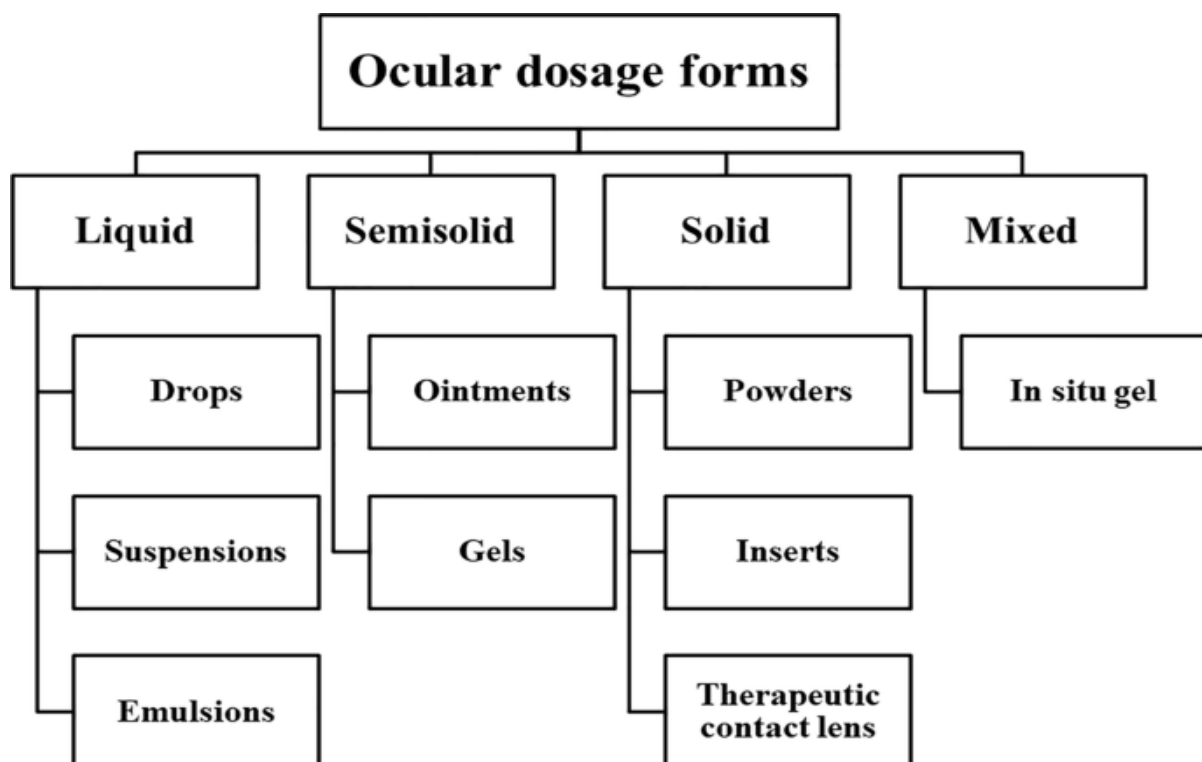 Ocular dosage forms
Liquid
Semisolid
Solid
Mixed
Drops
Ointments
Powders
In situ gel
Suspensions
Gels
Inserts
Emulsions
Therapeutic
contact lens